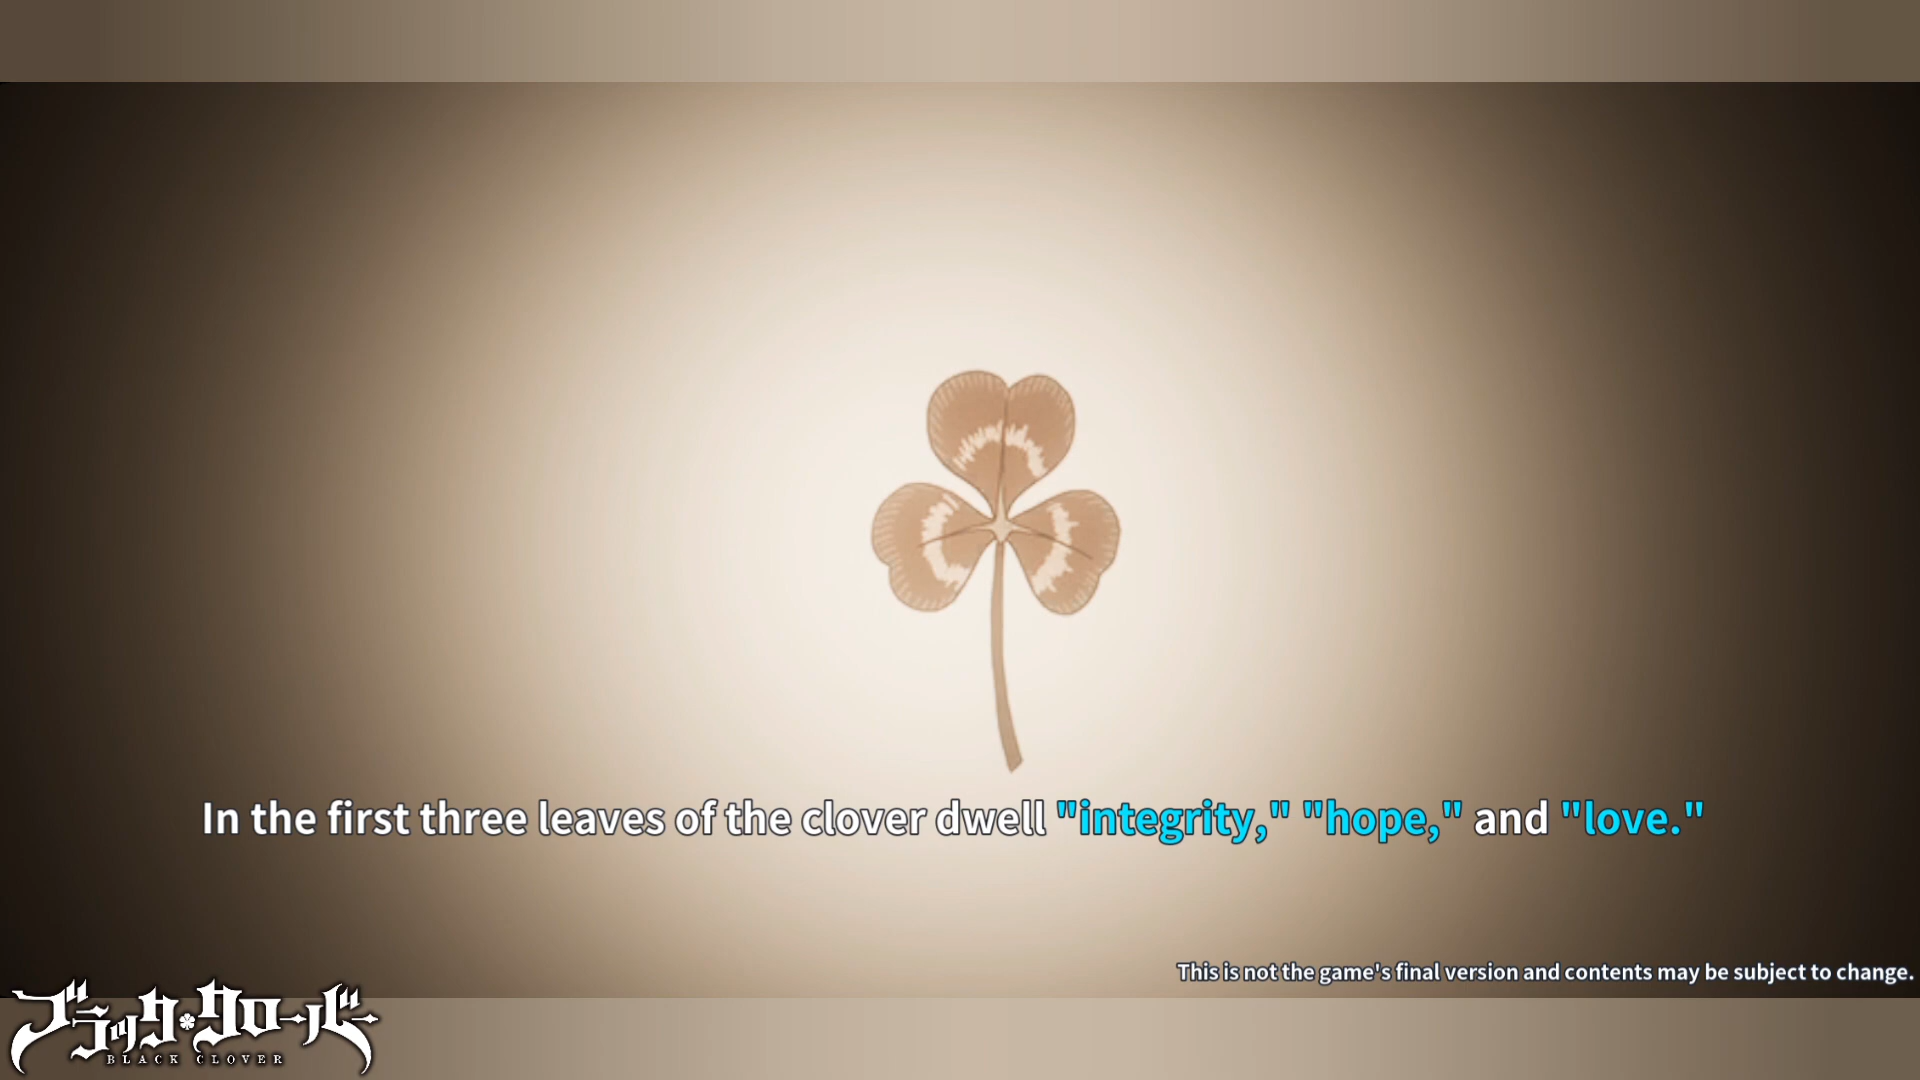 In the first three leaves of the clover dwell "integrity," "hope," and "love."
This is not the game's final version and contents may be subject to change.
ブラッククローバー
BLACK CLOVER